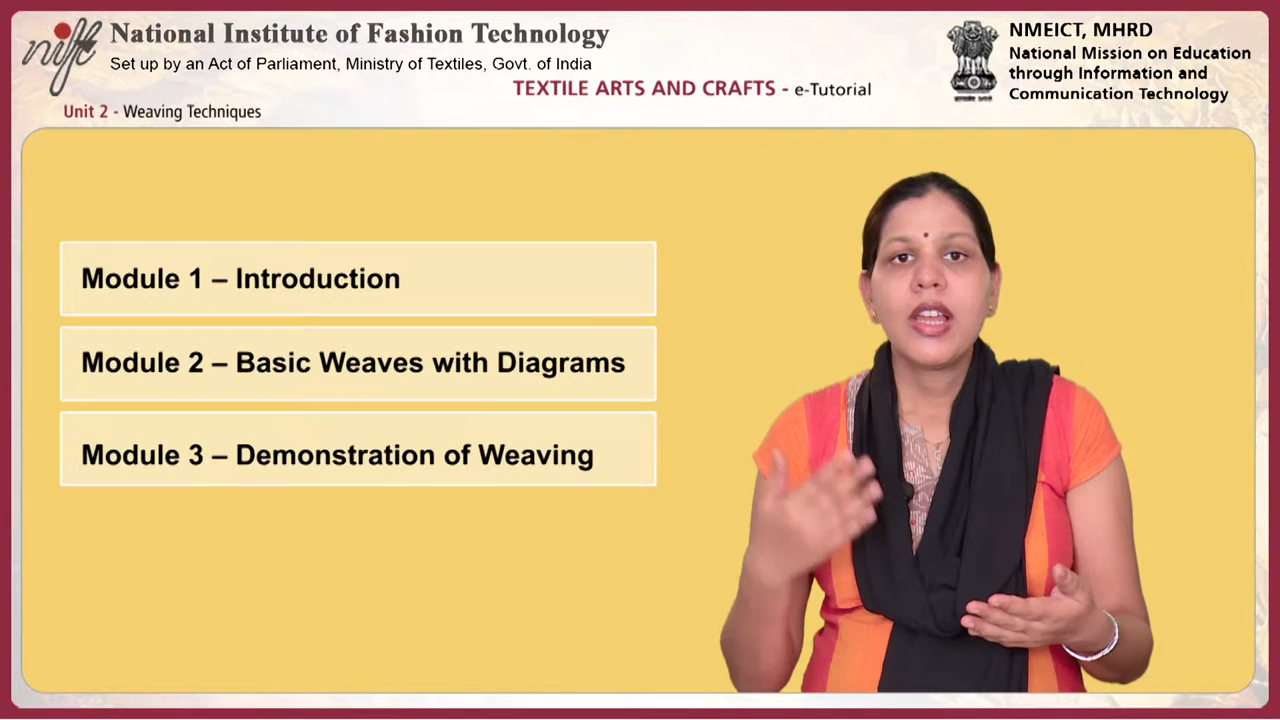 nift
National Institute of Fashion Technology
Set up by an Act of Parliament, Ministry of Textiles, Govt. of India
NMEICT, MHRD
National Mission on Education
through Information and
Communication Technology
TEXTILE ARTS AND CRAFTS - e-Tutorial
Unit 2 - Weaving Techniques
Module 1 – Introduction
Module 2 – Basic Weaves with Diagrams
Module 3 – Demonstration of Weaving